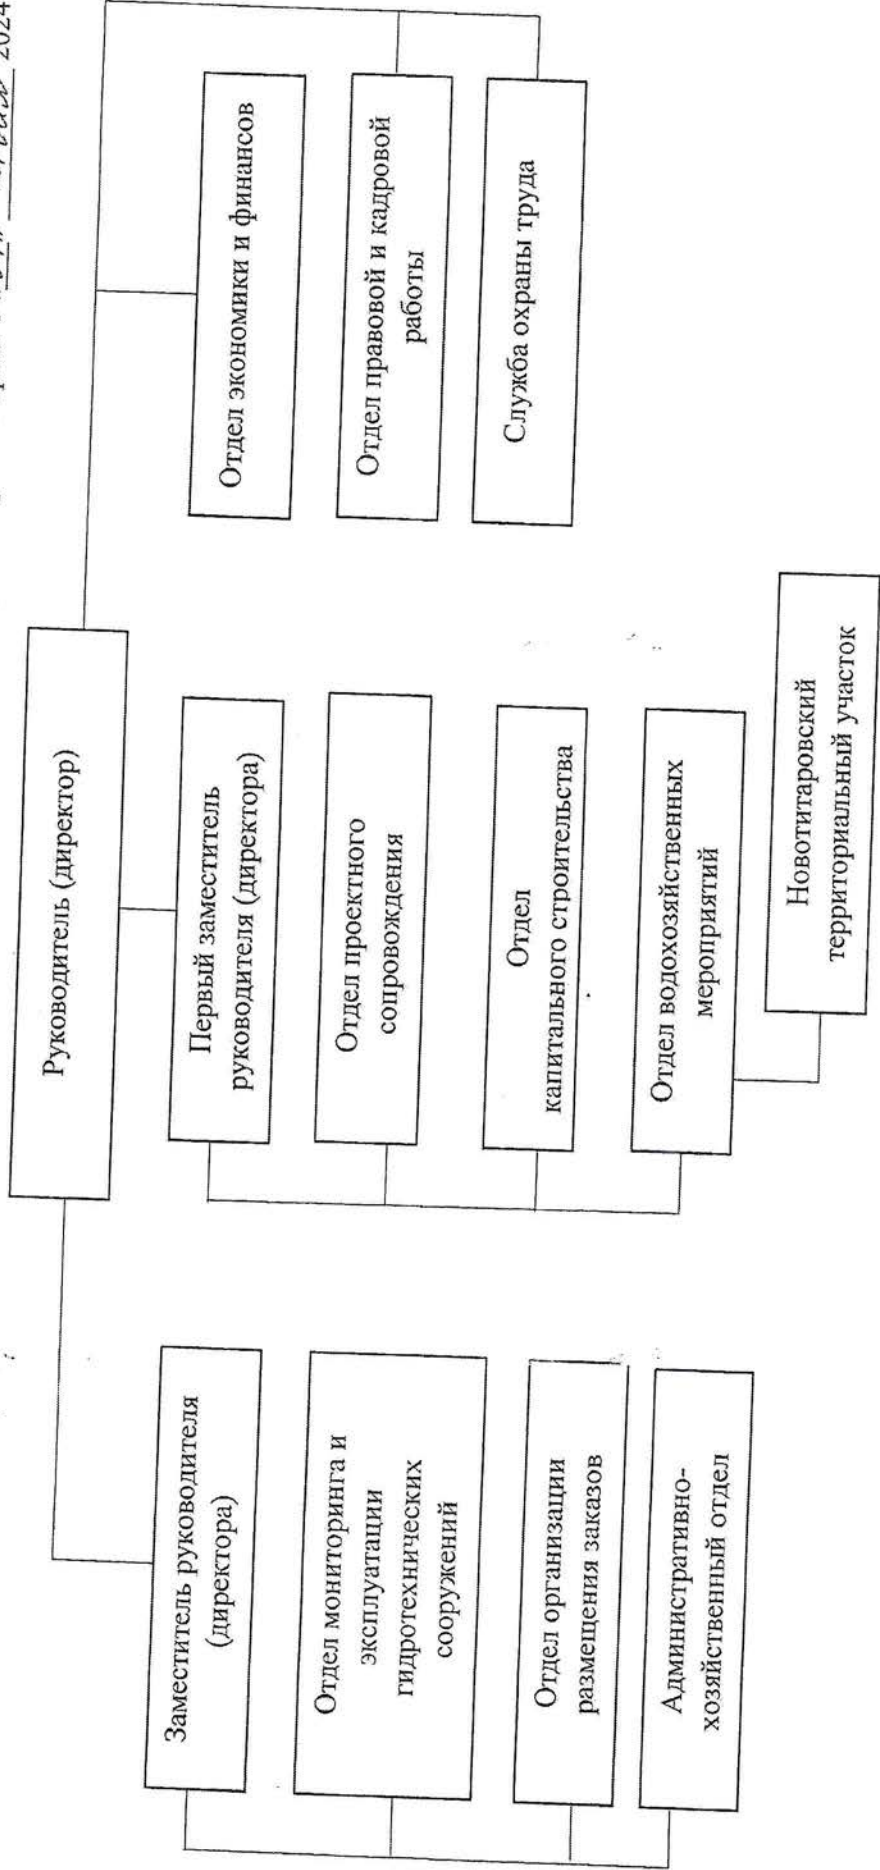 2024
Руководитель (директор)
Заместитель руководителя
(директора)
Отдел мониторинга и
эксплуатации
гидротехнических
сооружений
Отдел организации
размещения заказов
Административно-
хозяйственный отдел
Первый заместитель
руководителя (директора)
Отдел проектного
сопровождения
Отдел
капитального строительства
Отдел водохозяйственных
мероприятий
Новотитаровский
территориальный участок
Отдел экономики и финансов
Отдел правовой и кадровой
работы
Служба охраны труда